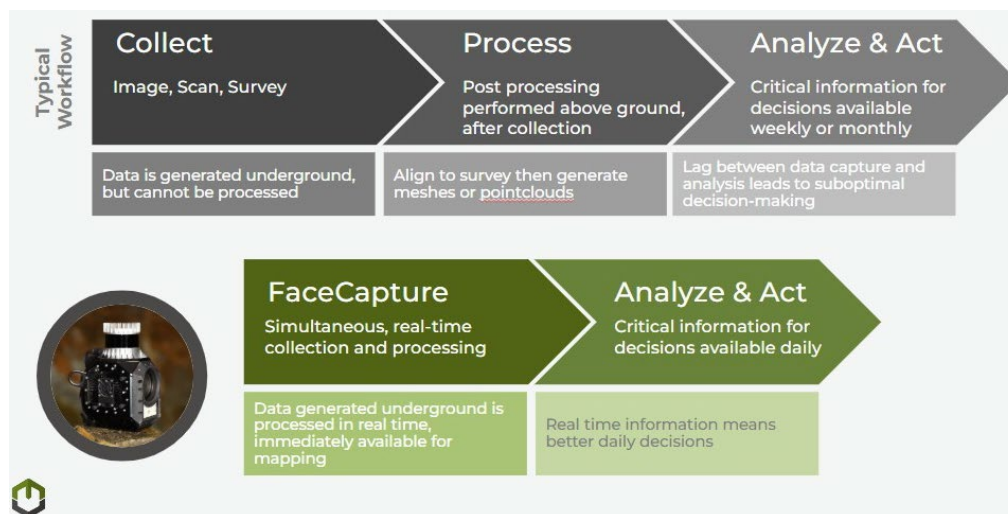 Typical
Workflow
Collect
Image, Scan, Survey
Process
Post processing
performed above ground,
after collection
Analyze & Act
Critical information for
decisions available
weekly or monthly
Data is generated underground,
but cannot be processed
Align to survey then generate
meshes or pointclouds
Lag between data capture and
analysis leads to suboptimal
decision-making
FaceCapture
Simultaneous, real-time
collection and processing
Analyze & Act
Critical information for
decisions available daily
Data generated underground is
processed in real time,
immediately available for
mapping
Real time information means
better daily decisions